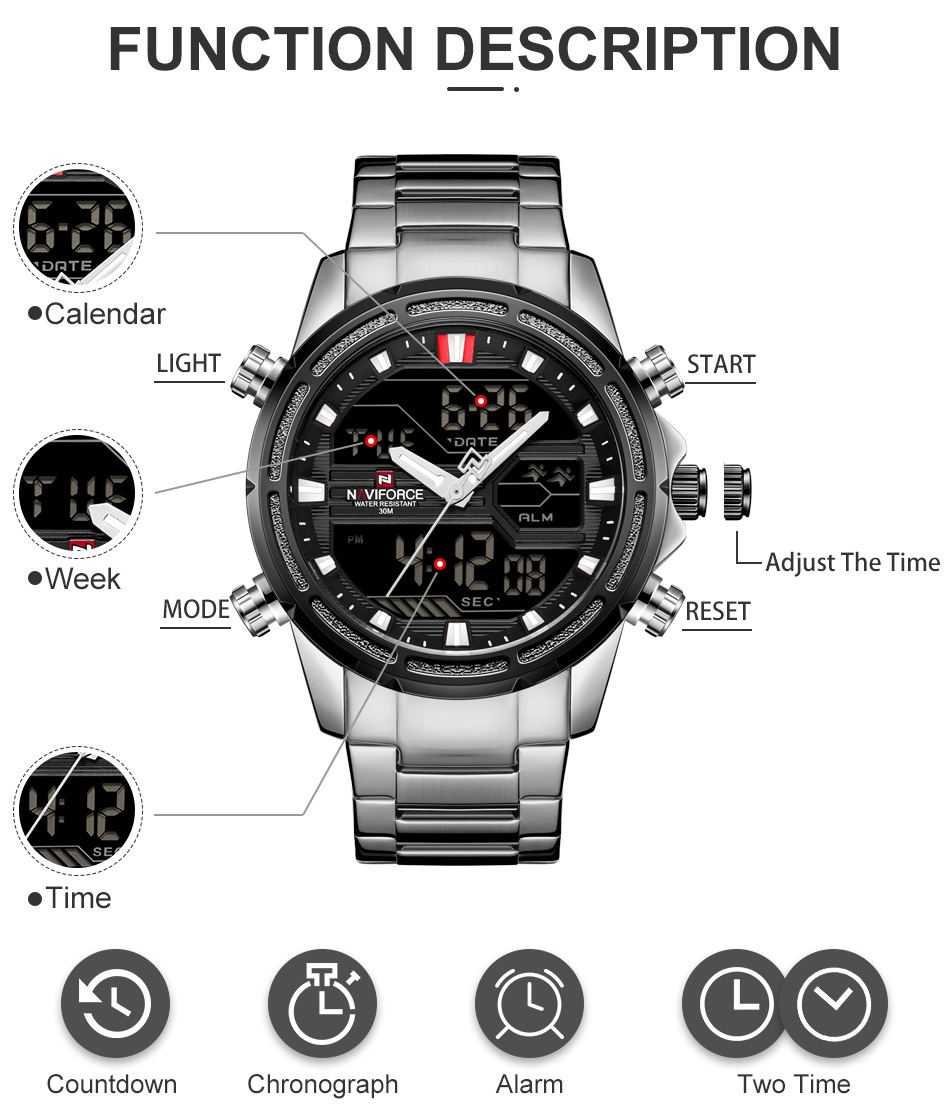 FUNCTION DESCRIPTION
6-26
DATE
●Calendar
LIGHT
START
6-26
DATE
TUE
TUE
NAVIFORCE
WATER RESISTANT
30M
ALM
●Week
Adjust The Time
PM
4:12 08
SEC
MODE
RESET
4:12
SEC
●Time
Countdown
Chronograph
Alarm
Two Time